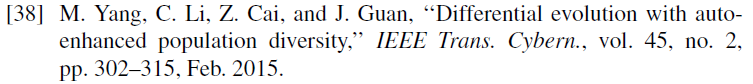 [38] M. Yang, C. Li, Z. Cai, and J. Guan, “Differential evolution with auto-
enhanced population diversity,” IEEE Trans. Cybern., vol. 45, no. 2,
pp. 302–315, Feb. 2015.